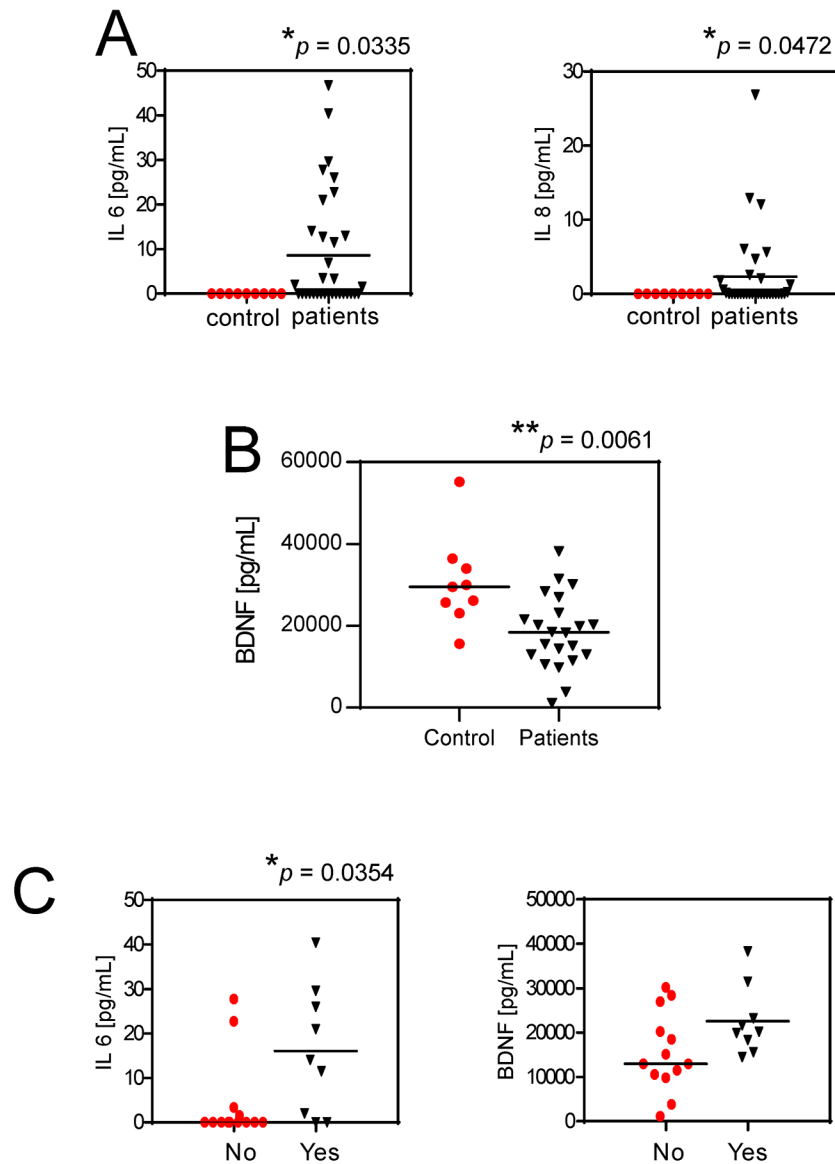 A
*p = 0.0335
50
40
30
20
10
0
IL 6 [pg/mL]
control patients
*p = 0.0472
30
20
10
0
IL 8 [pg/mL]
control patients
B
**p = 0.0061
60000
40000
20000
0
BDNF [pg/mL]
Control Patients
C
*p = 0.0354
50
40
30
20
10
0
IL 6 [pg/mL]
No Yes
50000
40000
30000
20000
10000
0
BDNF [pg/mL]
No Yes